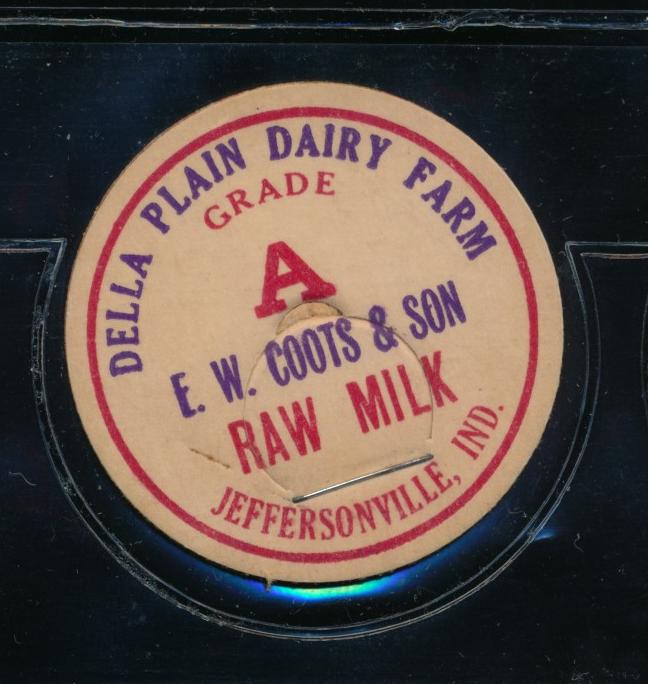 DELLA PLAIN DAIRY FARM
GRADE
A
E. W. COOTS & SON
RAW MILK
JEFFERSONVILLE, IND.